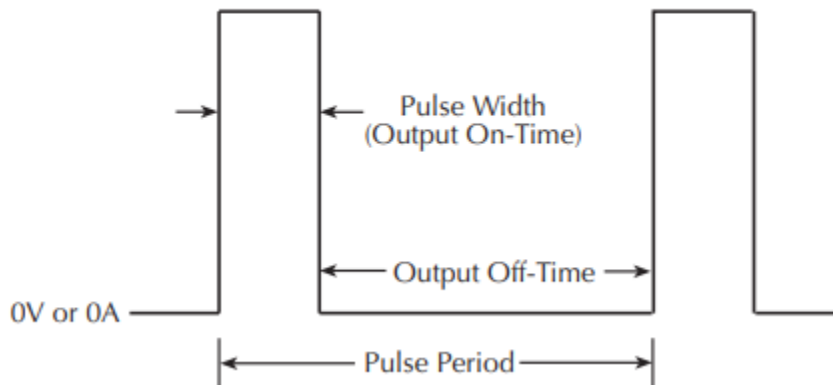 Pulse Width
(Output On-Time)
Output Off-Time
0V or 0A
Pulse Period